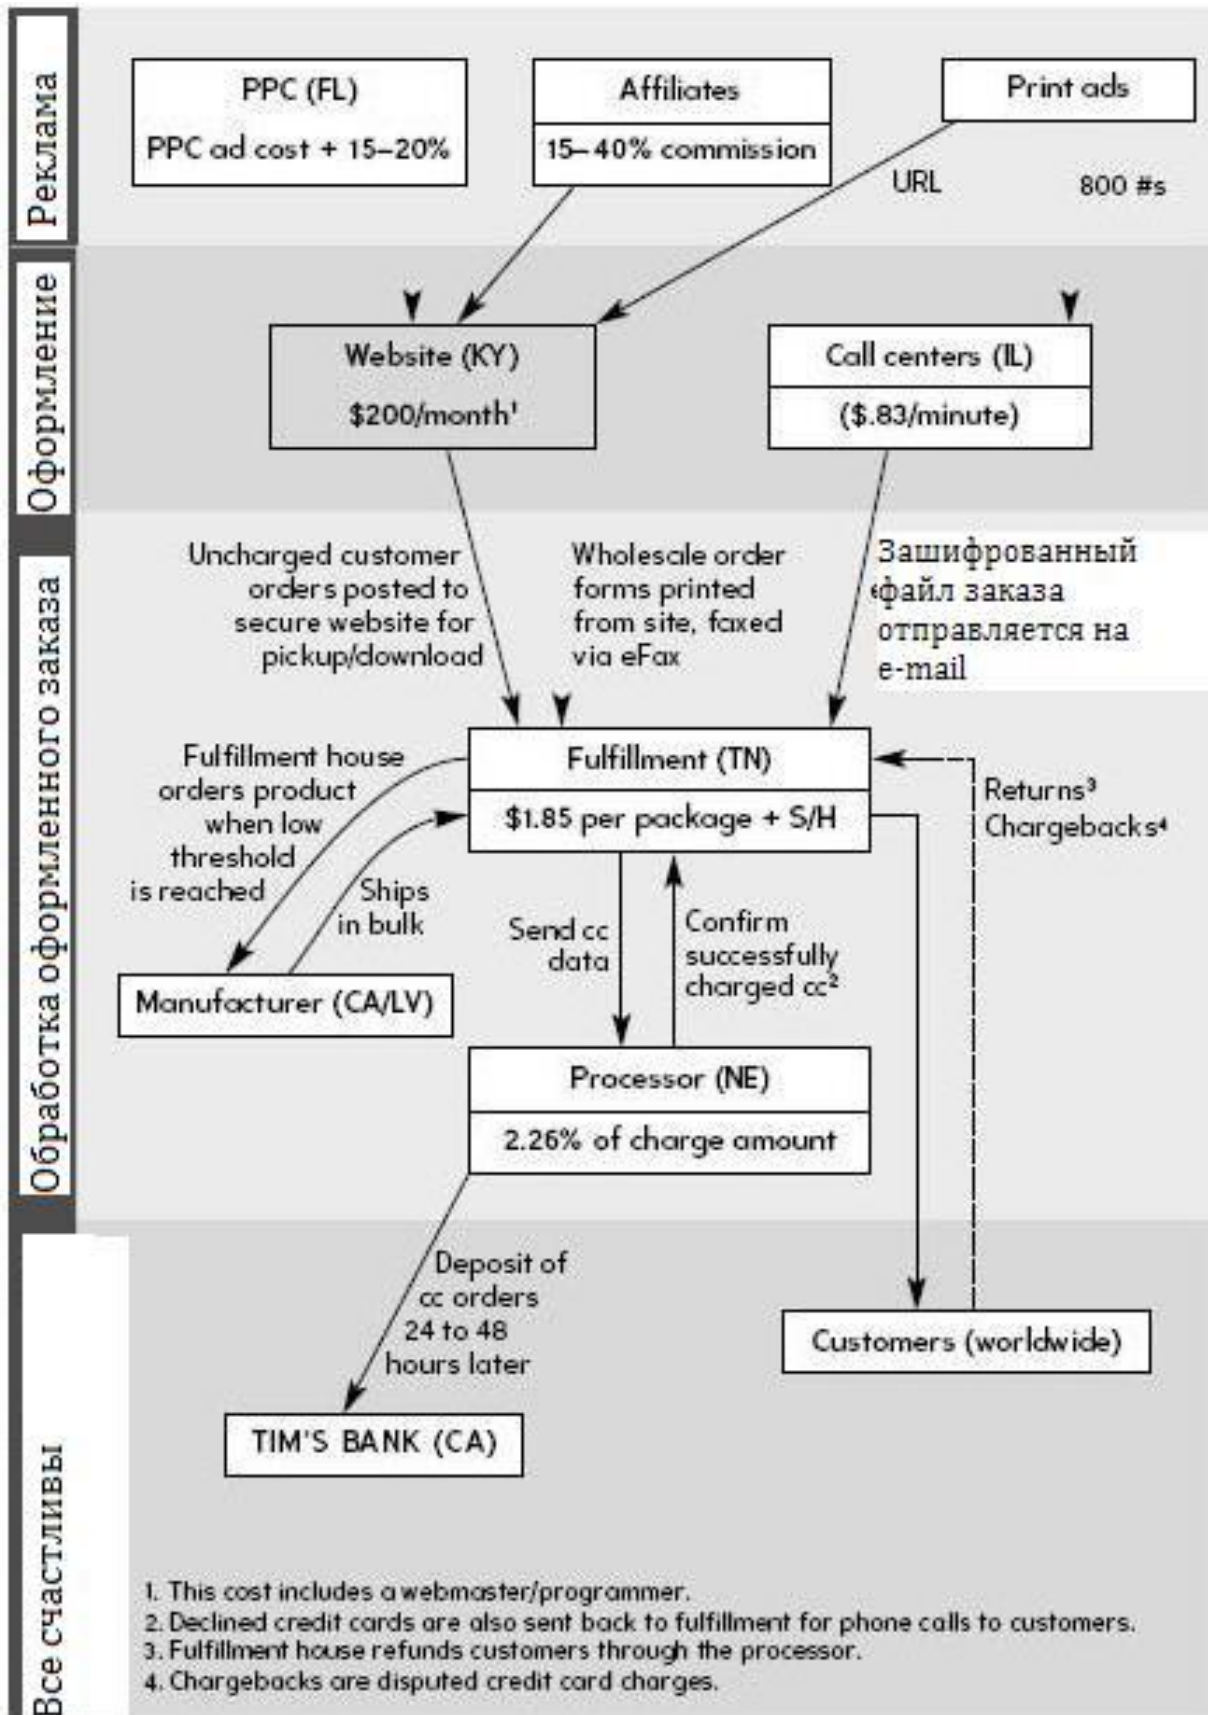 Реклама
PPC (FL)
PPC ad cost + 15–20%
Affiliates
15–40% commission
Print ads
URL
800 #s
Оформление
Website (KY)
$200/month¹
Call centers (IL)
($.83/minute)
Обработка оформленного заказа
Uncharged customer
orders posted to
secure website for
pickup/download
Wholesale order
forms printed
from site, faxed
via eFax
Зашифрованный
файл заказа
отправляется на
e-mail
Fulfillment house
orders product
when low
threshold
is reached
Fulfillment (TN)
$1.85 per package + S/H
Returns³
Chargebacks⁴
Ships
in bulk
Send cc
data
Confirm
successfully
charged cc²
Manufacturer (CA/LV)
Processor (NE)
2.26% of charge amount
Все счастливы
Deposit of
cc orders
24 to 48
hours later
Customers (worldwide)
TIM'S BANK (CA)
1. This cost includes a webmaster/programmer.
2. Declined credit cards are also sent back to fulfillment for phone calls to customers.
3. Fulfillment house refunds customers through the processor.
4. Chargebacks are disputed credit card charges.